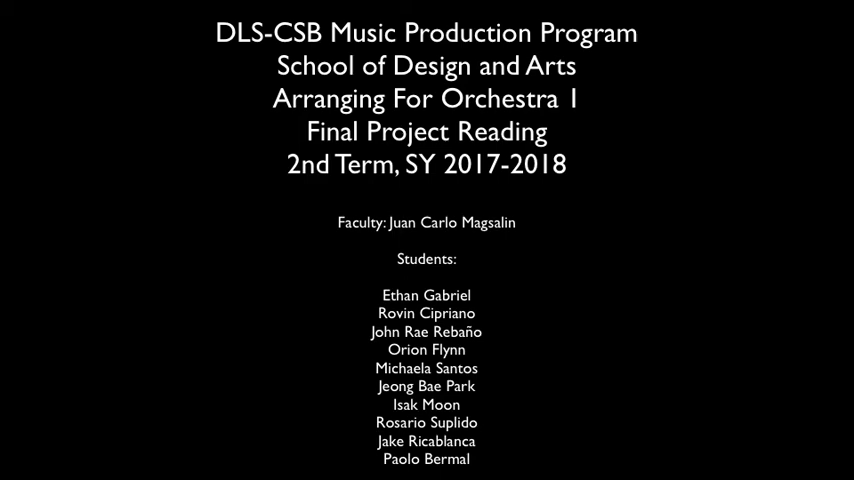 DLS-CSB Music Production Program
School of Design and Arts
Arranging For Orchestra 1
Final Project Reading
2nd Term, SY 2017-2018
Faculty: Juan Carlo Magsalin
Students:
Ethan Gabriel
Rovin Cipriano
John Rae Rebaño
Orion Flynn
Michaela Santos
Jeong Bae Park
Isak Moon
Rosario Suplido
Jake Ricablanca
Paolo Bermal